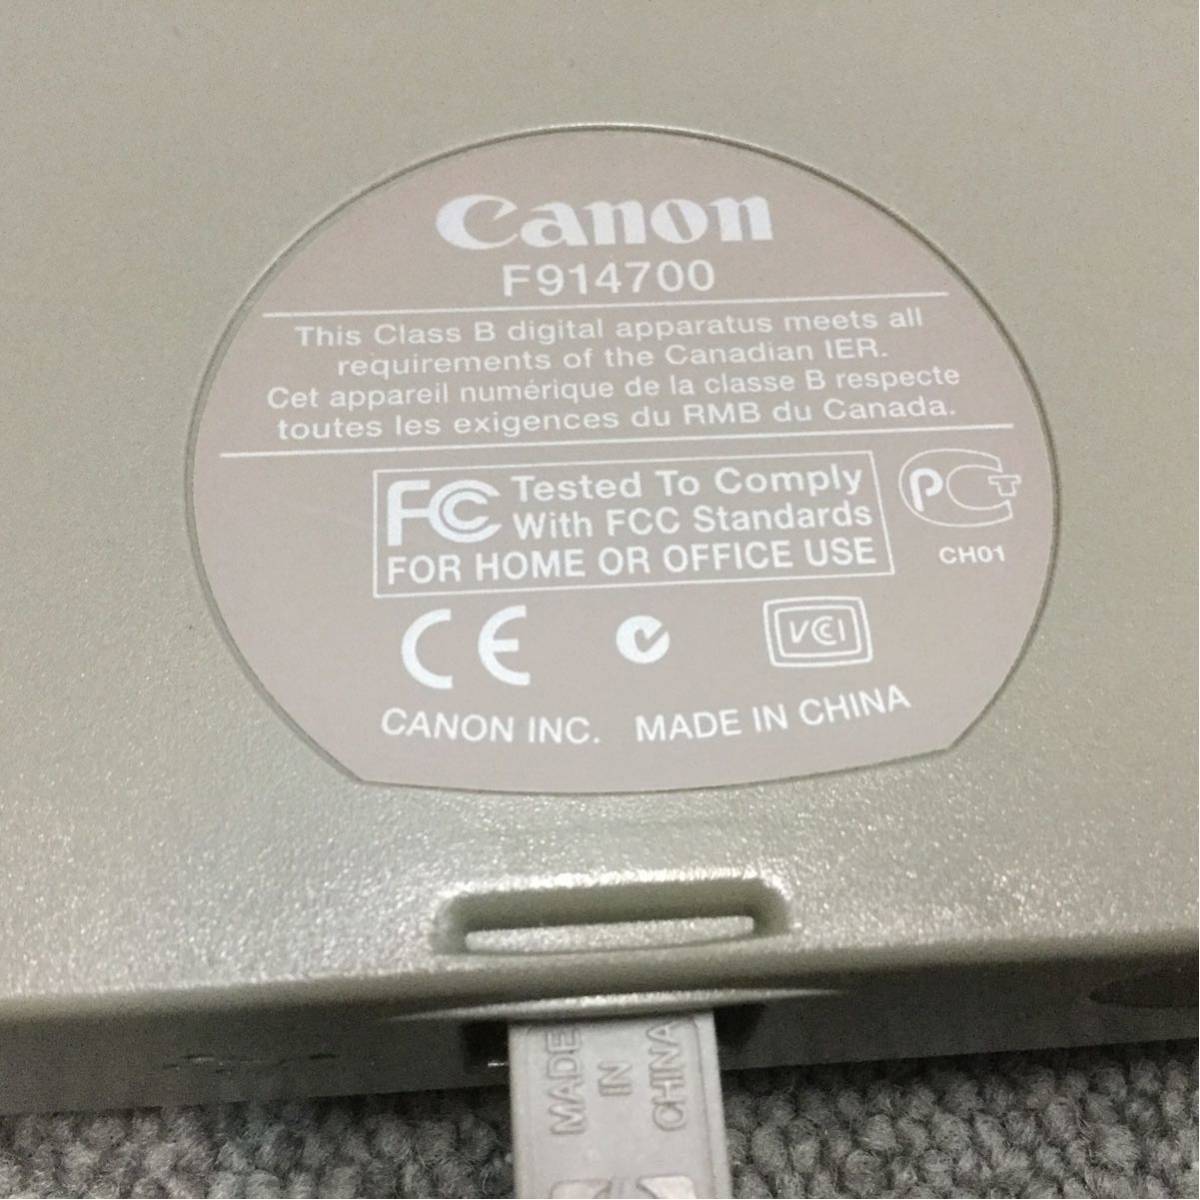 Canon
F914700
This Class B digital apparatus meets all
requirements of the Canadian IER.
Cet appareil numérique de la classe B respecte
toutes les exigences du RMB du Canada.
FC Tested To Comply
With FCC Standards
FOR HOME OR OFFICE USE
PCT
CH01
CE
VCI
CANON INC. MADE IN CHINA
MADE
IN
CHINA